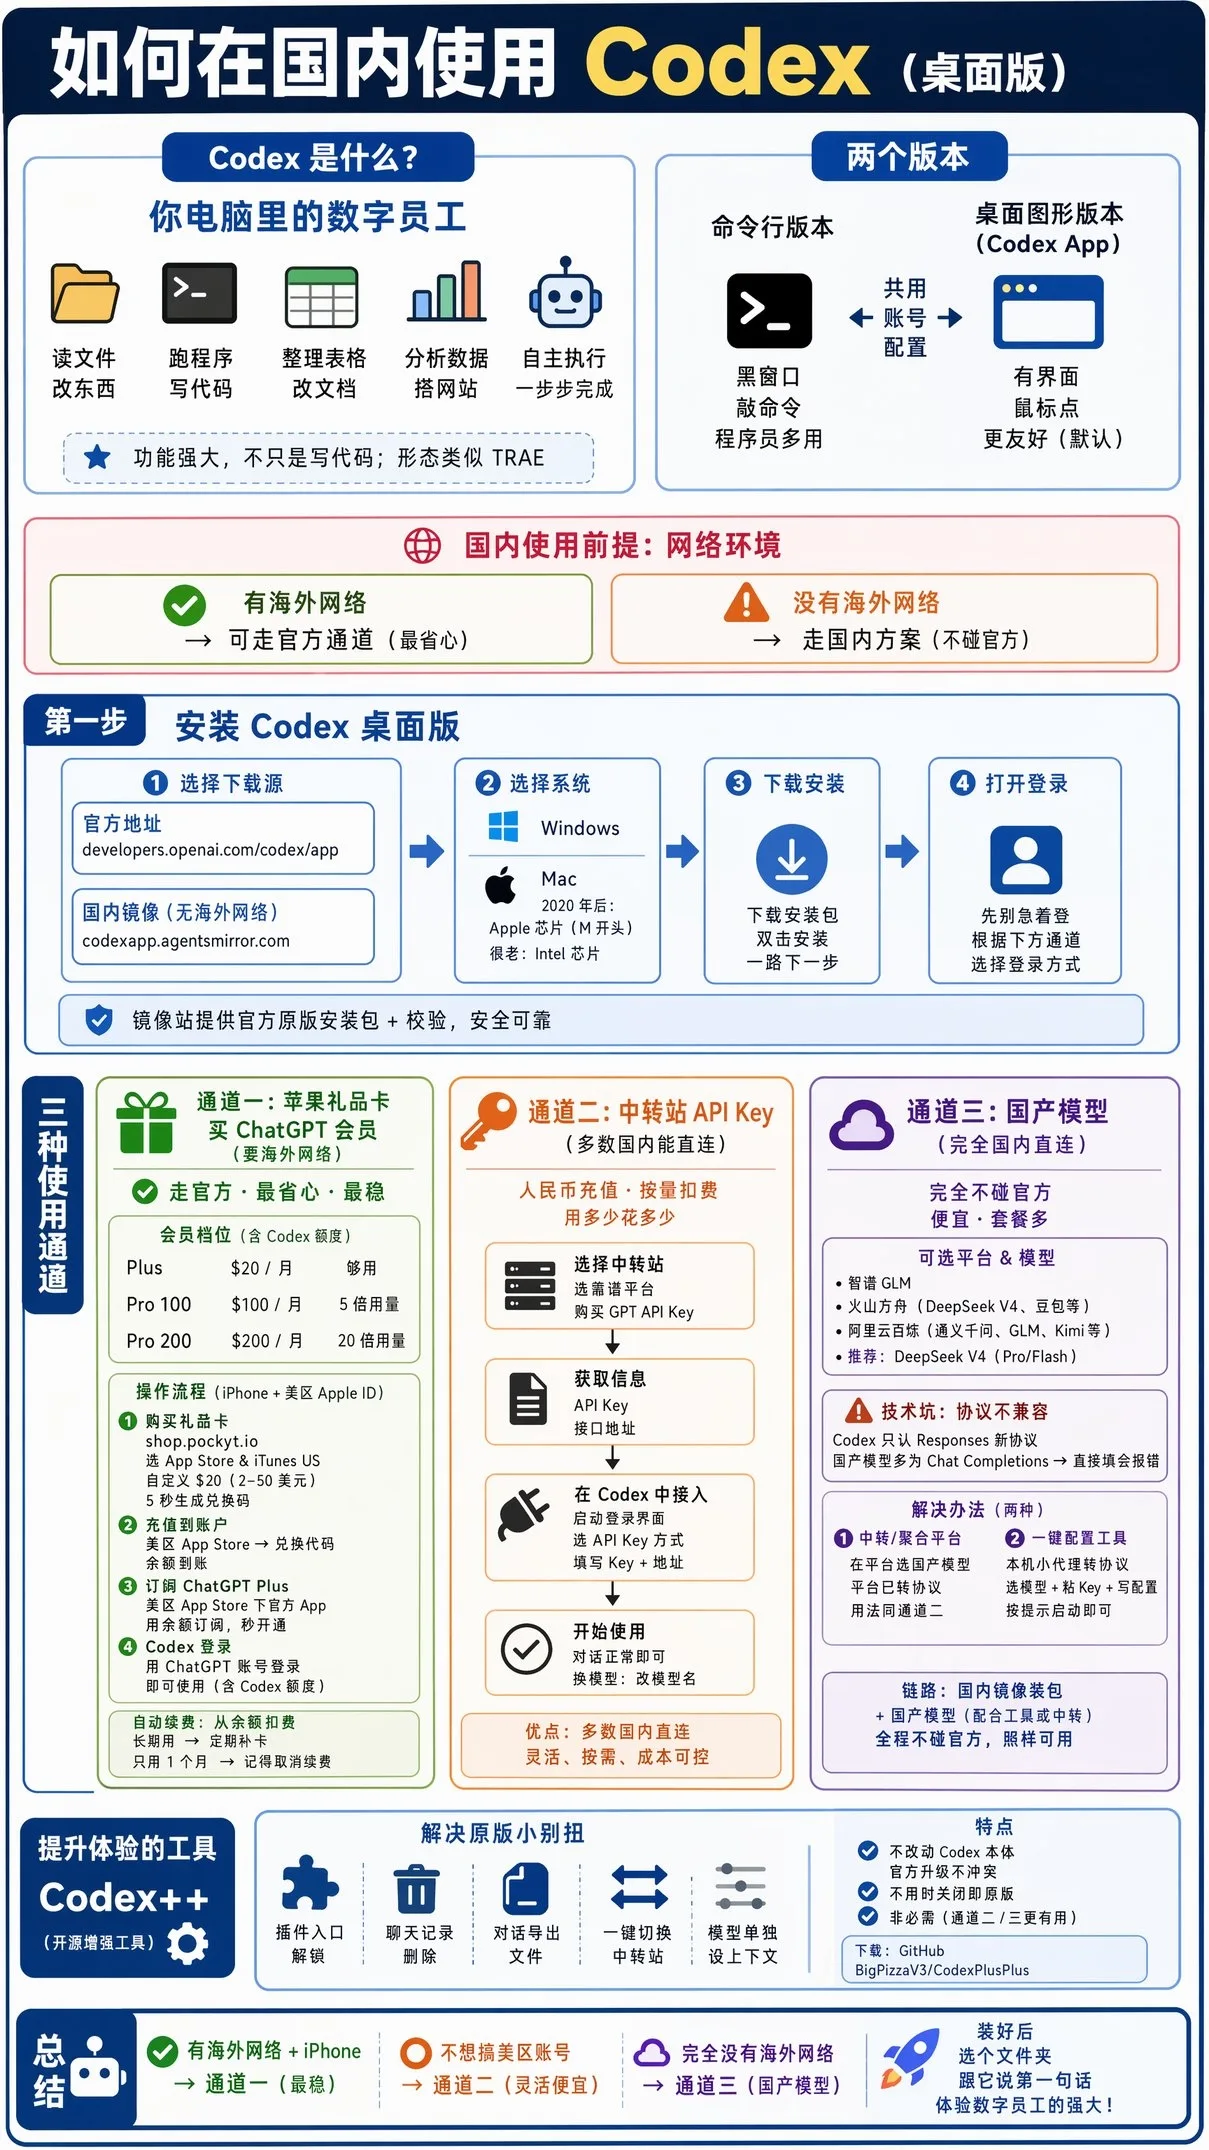 如何在国内使用 Codex（桌面版）
Codex 是什么？
你电脑里的数字员工
读文件
改东西
跑程序
写代码
整理表格
改文档
分析数据
搭网站
自主执行
一步步完成
功能强大，不只是写代码；形态类似 TRAE
两个版本
命令行版本
黑窗口
敲命令
程序员多用
共用
账号
配置
桌面图形版本
（Codex App）
有界面
鼠标点
更友好（默认）
国内使用前提：网络环境
有海外网络
→ 可走官方通道（最省心）
没有海外网络
→ 走国内方案（不碰官方）
第一步
安装 Codex 桌面版
1 选择下载源
官方地址
developers.openai.com/codex/app
国内镜像（无海外网络）
codexapp.agentsmirror.com
2 选择系统
Windows
Mac
2020 年后：
Apple 芯片（M 开头）
很老：Intel 芯片
3 下载安装
下载安装包
双击安装
一路下一步
4 打开登录
先别急着登
根据下方通道
选择登录方式
镜像站提供官方原版安装包 + 校验，安全可靠
三种使用通道
通道一：苹果礼品卡
买 ChatGPT 会员
（要海外网络）
走官方 · 最省心 · 最稳
会员档位（含 Codex 额度）
Plus $20 / 月 够用
Pro 100 $100 / 月 5 倍用量
Pro 200 $200 / 月 20 倍用量
操作流程（iPhone + 美区 Apple ID）
1 购买礼品卡
shop.pockyt.io
选 App Store & iTunes US
自定义 $20（2–50 美元）
5 秒生成兑换码
2 充值到账户
美区 App Store → 兑换代码
余额到账
3 订 ChatGPT Plus
美区 App Store 下官方 App
用余额订阅，秒开通
4 Codex 登录
用 ChatGPT 账号登录
即可使用（含 Codex 额度）
自动续费：从余额扣费
长期用 → 定期补卡
只用 1 个月 → 记得取消续费
通道二：中转站 API Key
（多数国内能直连）
人民币充值 · 按量扣费
用多少花多少
选择中转站
选谱平台
购买 GPT API Key
获取信息
API Key
接口地址
在 Codex 中接入
启动登录界面
选 API Key 方式
填写 Key + 地址
开始使用
对话正常即可
换模型：改模型名
优点：多数国内直连
灵活、按需、成本可控
通道三：国产模型
（完全国内直连）
完全不碰官方
便宜 · 套餐多
可选平台 & 模型
• 智谱 GLM
• 火山方舟（DeepSeek V4、豆包等）
• 阿里云百炼（通义千问、GLM、Kimi 等）
• 推荐：DeepSeek V4（Pro/Flash）
技术坑：协议不兼容
Codex 只认 Responses 新协议
国产模型多为 Chat Completions → 直接填会报错
解决办法（两种）
1 中转/聚合平台
在平台选国产模型
平台已转协议
用法同通道二
2 一键配置工具
本机小代理转协议
选模型 + 粘 Key + 写配置
按提示启动即可
链路：国内镜像装包
+ 国产模型（配合工具或中转）
全程不碰官方，照样可用
提升体验的工具
Codex++
（开源增强工具）
解决原版小别扭
插件入口
解锁
聊天记录
删除
对话导出
文件
一键切换
中转站
模型单独
设上下文
特点
不改动 Codex 本体
官方升级不冲突
不用时关闭即原版
非必需（通道二 / 三更有用）
下载：GitHub
BigPizzaV3/CodexPlusPlus
总结
有海外网络 + iPhone
→ 通道一（最稳）
不想搞美区账号
→ 通道二（灵活便宜）
完全没有海外网络
→ 通道三（国产模型）
装好后
选个文件夹
跟它说第一句话
体验数字员工的强大！